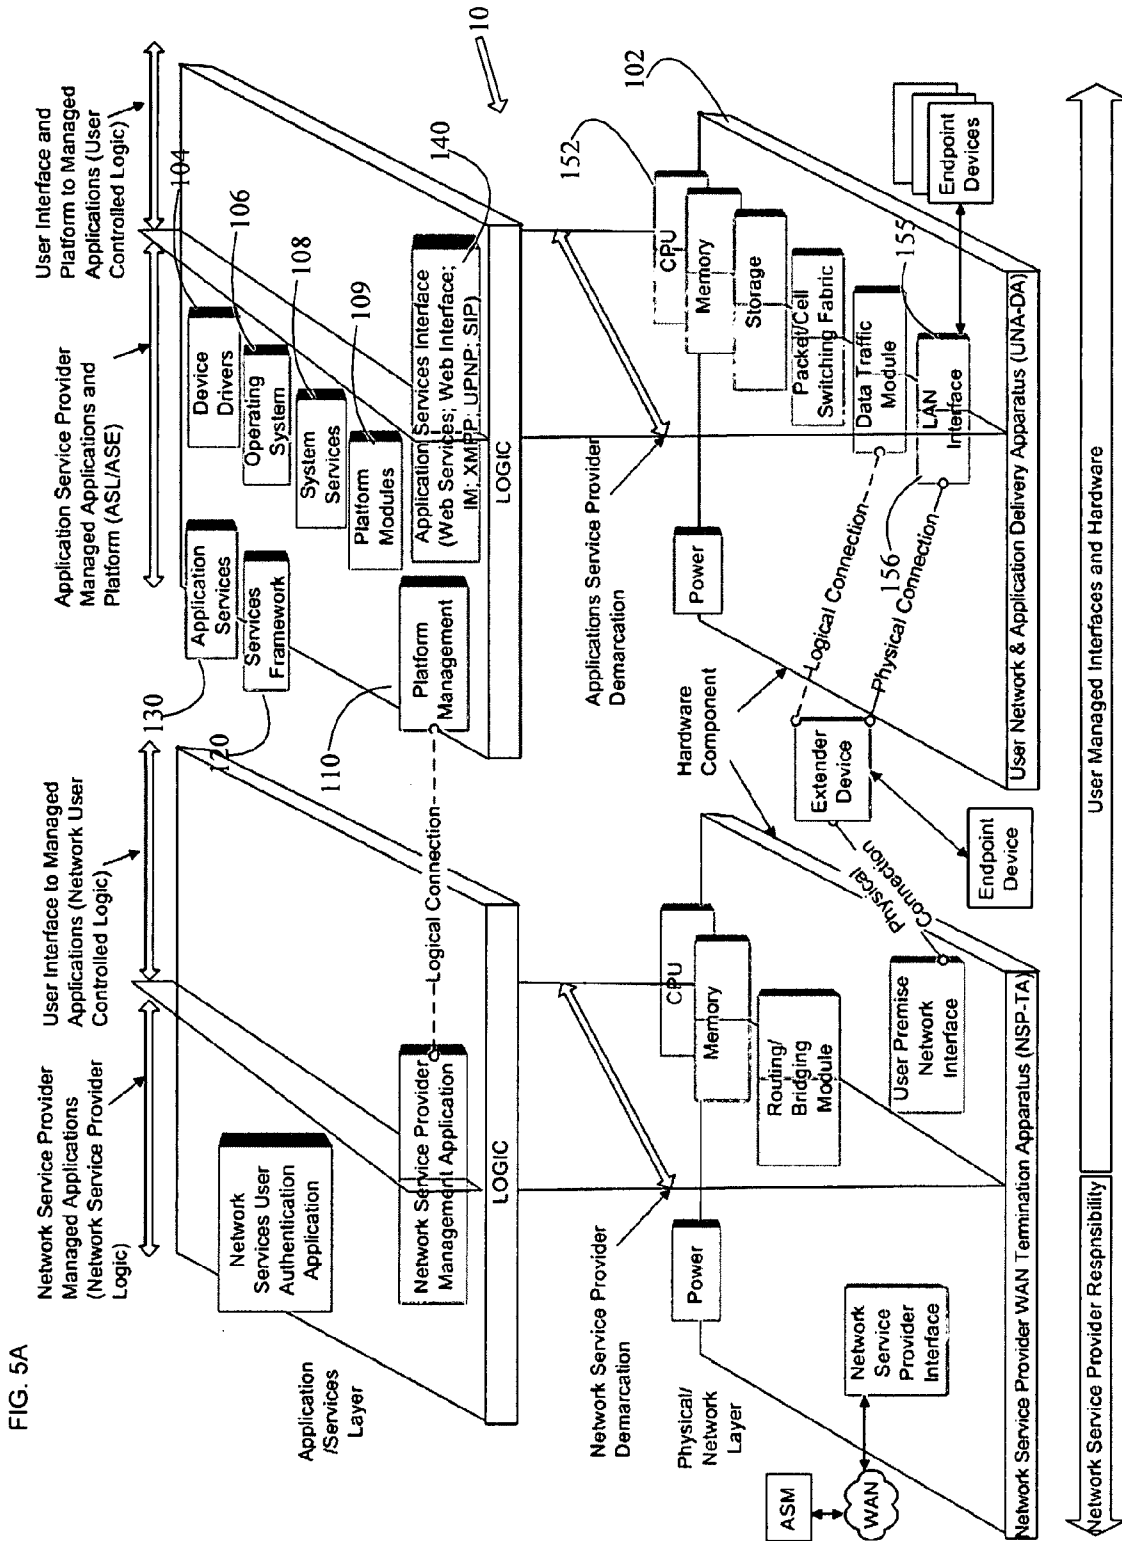 FIG. 5A
Network Service Provider
Managed Applications
(Network Service Provider
Logic)
User Interface to Managed
Applications (Network User
Controlled Logic)
Application Service Provider
Managed Applications and
Platform (ASL/ASE)
User Interface and
Platform to Managed
Applications (User
Controlled Logic)
Application
/Services
Layer
Network
Services User
Authentication
Application
Network Service Provider
Management Application
LOGIC
Logical Connection
120
130
110
Application
Services
Services
Framework
Platform
Management
Device
Drivers
104
Operating
System
106
System
Services
108
Platform
Modules
109
Application Services Interface
(Web Services; Web Interface;
IM; XMPP; UPNP; SIP)
140
LOGIC
10
Network Service Provider
Demarcation
Applications Service Provider
Demarcation
Physical/
Network
Layer
Power
CPU
Memory
Routing/
Bridging
Module
User Premise
Network
Interface
Network
Service
Provider
Interface
ASM
WAN
Network Service Provider WAN Termination Apparatus (NSP-TA)
Hardware
Component
Physical
Connection
Extender
Device
Endpoint
Device
Logical Connection
Physical Connection
Power
152
CPU
Memory
Storage
Packet/Cell
Switching Fabric
Data Traffic
Module
LAN
Interface
156
155
102
Endpoint
Devices
User Network & Application Delivery Apparatus (UNA-DA)
Network Service Provider Respnsibility
User Managed Interfaces and Hardware